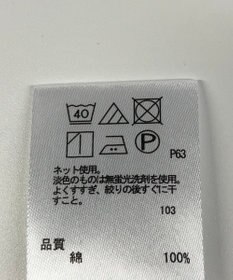 40
P P63
ネット使用。
淡色のものは無蛍光洗剤を使用。
よくすすぎ、絞りの後すぐに干
すこと。
103
品質
綿 100%